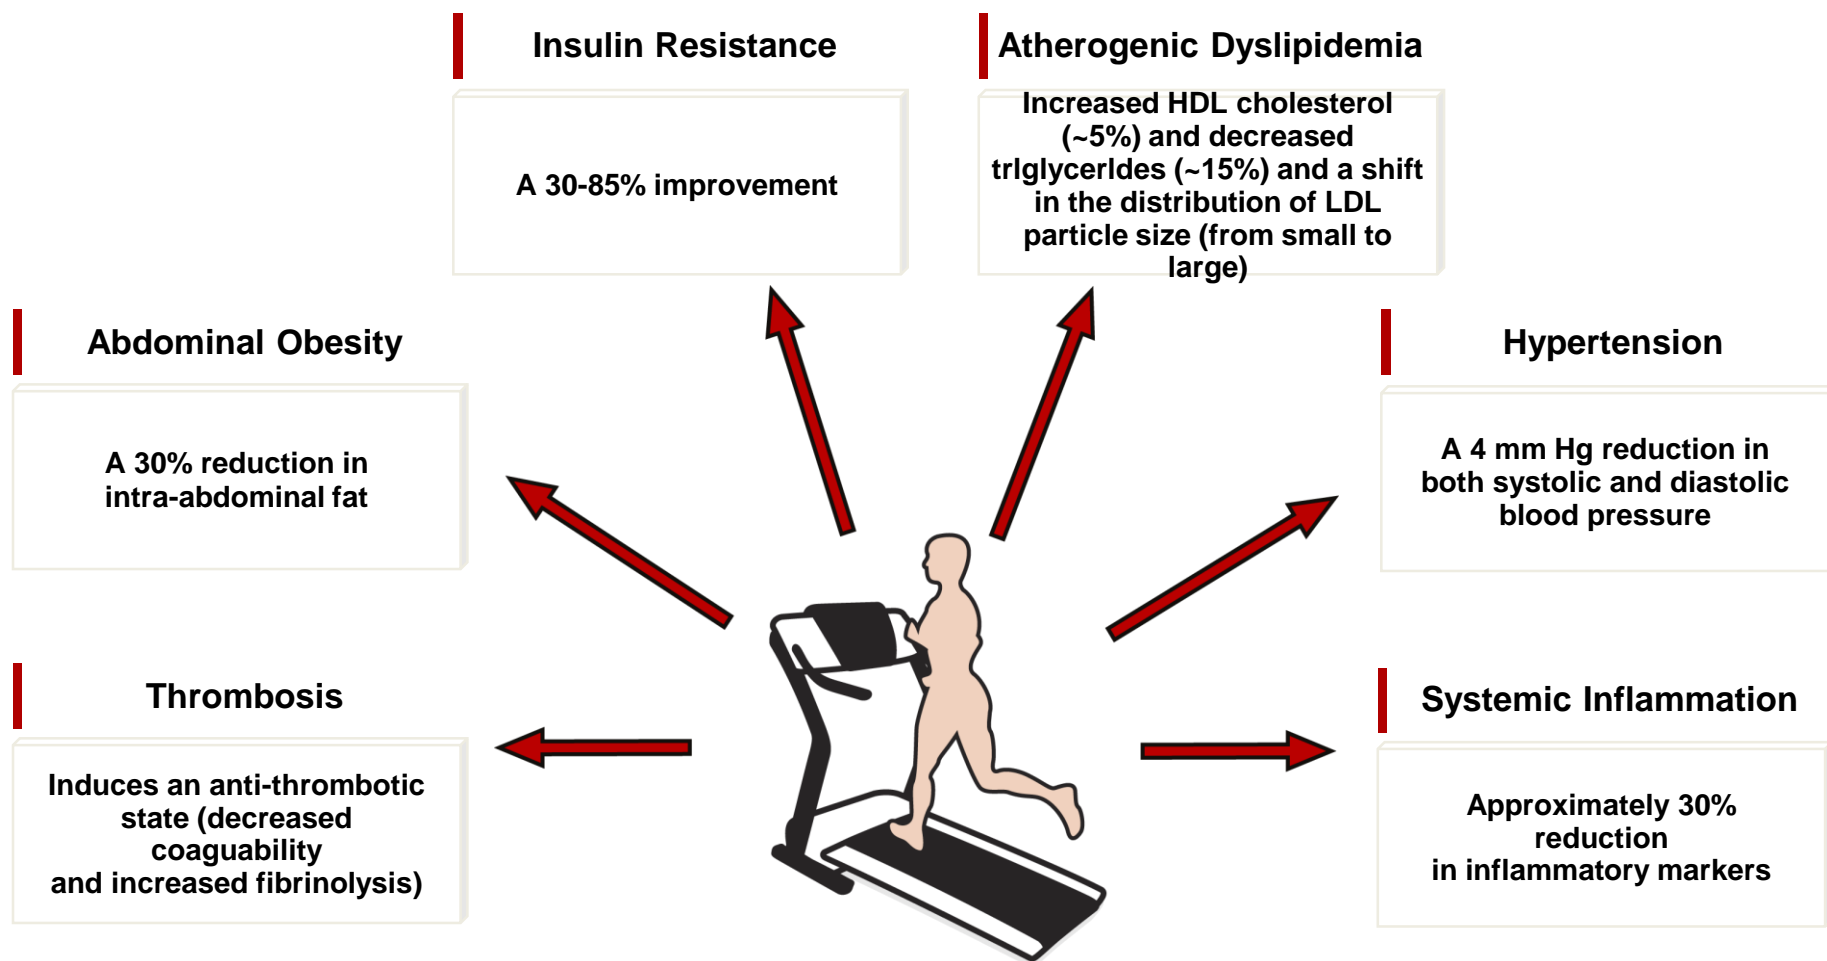 Insulin Resistance
A 30-85% improvement
Atherogenic Dyslipidemia
Increased HDL cholesterol
(~5%) and decreased
trIglycerIdes (~15%) and a shift
in the distribution of LDL
particle size (from small to
large)
Abdominal Obesity
A 30% reduction in
intra-abdominal fat
Hypertension
A 4 mm Hg reduction in
both systolic and diastolic
blood pressure
Thrombosis
Induces an anti-thrombotic
state (decreased
coaguability
and increased fibrinolysis)
Systemic Inflammation
Approximately 30%
reduction
in inflammatory markers